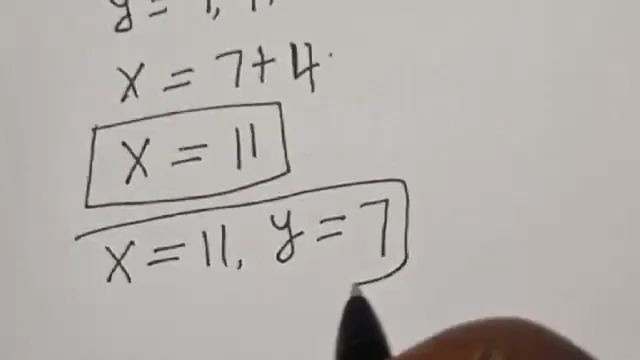 x = 7+4
x = 11
x = 11, y = 7